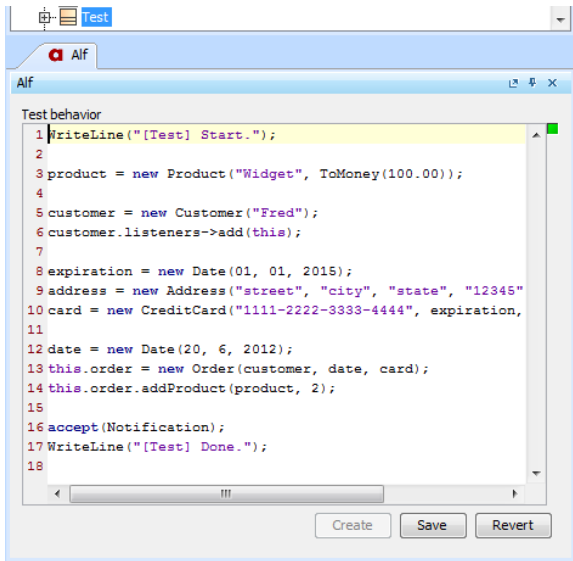 Test
Alf
Alf
Test behavior
1 WriteLine("[Test] Start.");
2
3 product = new Product("Widget", ToMoney(100.00));
4
5 customer = new Customer("Fred");
6 customer.listeners->add(this);
7
8 expiration = new Date(01, 01, 2015);
9 address = new Address("street", "city", "state", "12345"
10 card = new CreditCard("1111-2222-3333-4444", expiration,
11
12 date = new Date(20, 6, 2012);
13 this.order = new Order(customer, date, card);
14 this.order.addProduct(product, 2);
15
16 accept(Notification);
17 WriteLine("[Test] Done.");
18
Create Save Revert